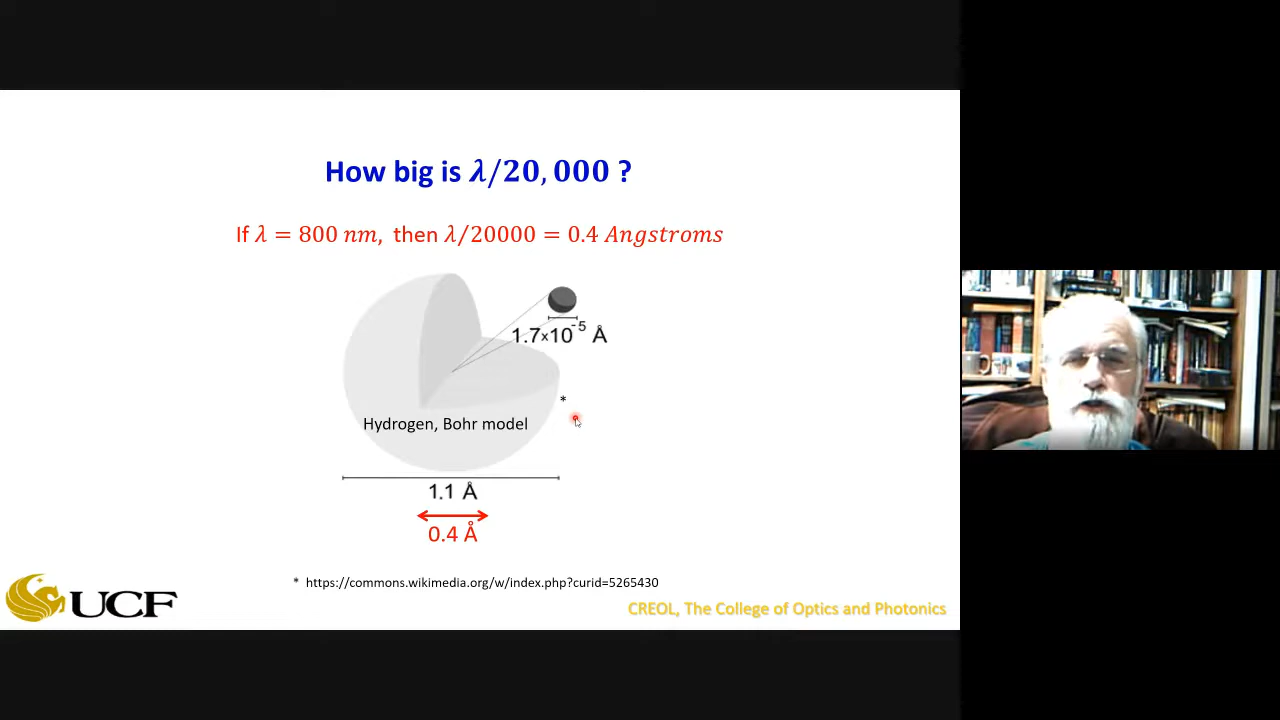 How big is λ/20,000 ?
If λ = 800 nm, then λ/20000 = 0.4 Angstroms
1.7×10⁻⁵ Å
*
Hydrogen, Bohr model
1.1 Å
0.4 Å
* https://commons.wikimedia.org/w/index.php?curid=5265430
UCF
CREOL, The College of Optics and Photonics